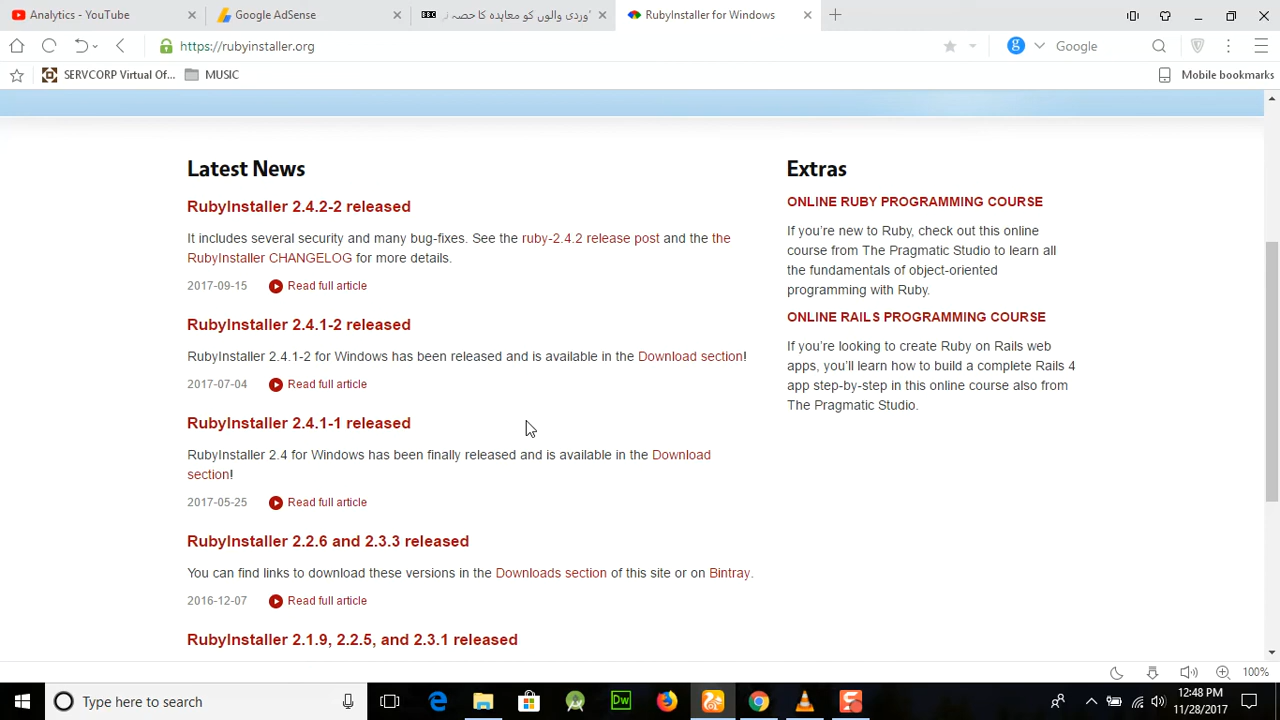 Analytics - YouTube
Google AdSense
BBC
'وردی والوں کو معاہدہ کا حصہ
RubyInstaller for Windows
https://rubyinstaller.org
g
Google
SERVCORP Virtual Of...
MUSIC
Mobile bookmarks
Latest News
RubyInstaller 2.4.2-2 released
It includes several security and many bug-fixes. See the ruby-2.4.2 release post and the the
RubyInstaller CHANGELOG for more details.
2017-09-15 Read full article
RubyInstaller 2.4.1-2 released
RubyInstaller 2.4.1-2 for Windows has been released and is available in the Download section!
2017-07-04 Read full article
RubyInstaller 2.4.1-1 released
RubyInstaller 2.4 for Windows has been finally released and is available in the Download
section!
2017-05-25 Read full article
RubyInstaller 2.2.6 and 2.3.3 released
You can find links to download these versions in the Downloads section of this site or on Bintray.
2016-12-07 Read full article
RubyInstaller 2.1.9, 2.2.5, and 2.3.1 released
Extras
ONLINE RUBY PROGRAMMING COURSE
If you're new to Ruby, check out this online
course from The Pragmatic Studio to learn all
the fundamentals of object-oriented
programming with Ruby.
ONLINE RAILS PROGRAMMING COURSE
If you're looking to create Ruby on Rails web
apps, you'll learn how to build a complete Rails 4
app step-by-step in this online course also from
The Pragmatic Studio.
100%
Type here to search
Dw
12:48 PM
11/28/2017